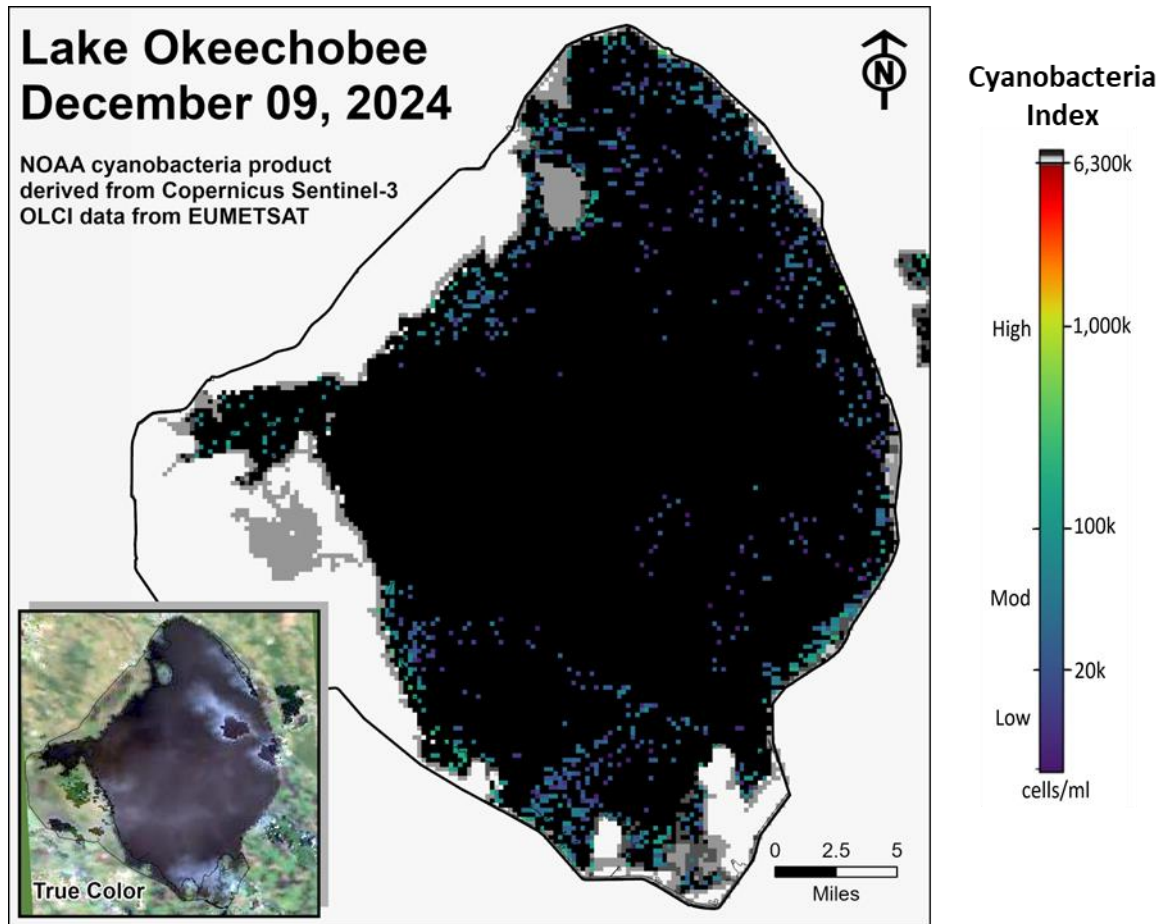 Lake Okeechobee
December 09, 2024
NOAA cyanobacteria product
derived from Copernicus Sentinel-3
OLCI data from EUMETSAT
N
Cyanobacteria
Index
6,300k
High
1,000k
100k
Mod
20k
Low
cells/ml
True Color
0 2.5 5
Miles